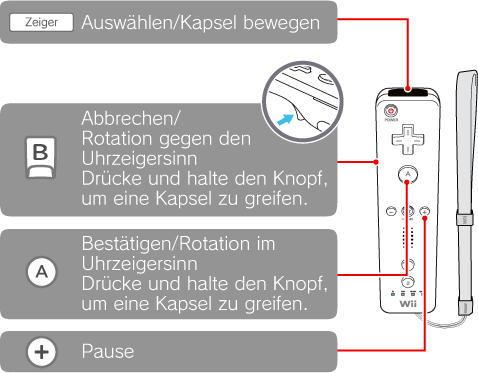 Zeiger Auswählen/Kapsel bewegen
B
Abbrechen/
Rotation gegen den
Uhrzeigersinn
Drücke und halte den Knopf,
um eine Kapsel zu greifen.
A
Bestätigen/Rotation im
Uhrzeigersinn
Drücke und halte den Knopf,
um eine Kapsel zu greifen.
+ Pause
POWER
A
Wii